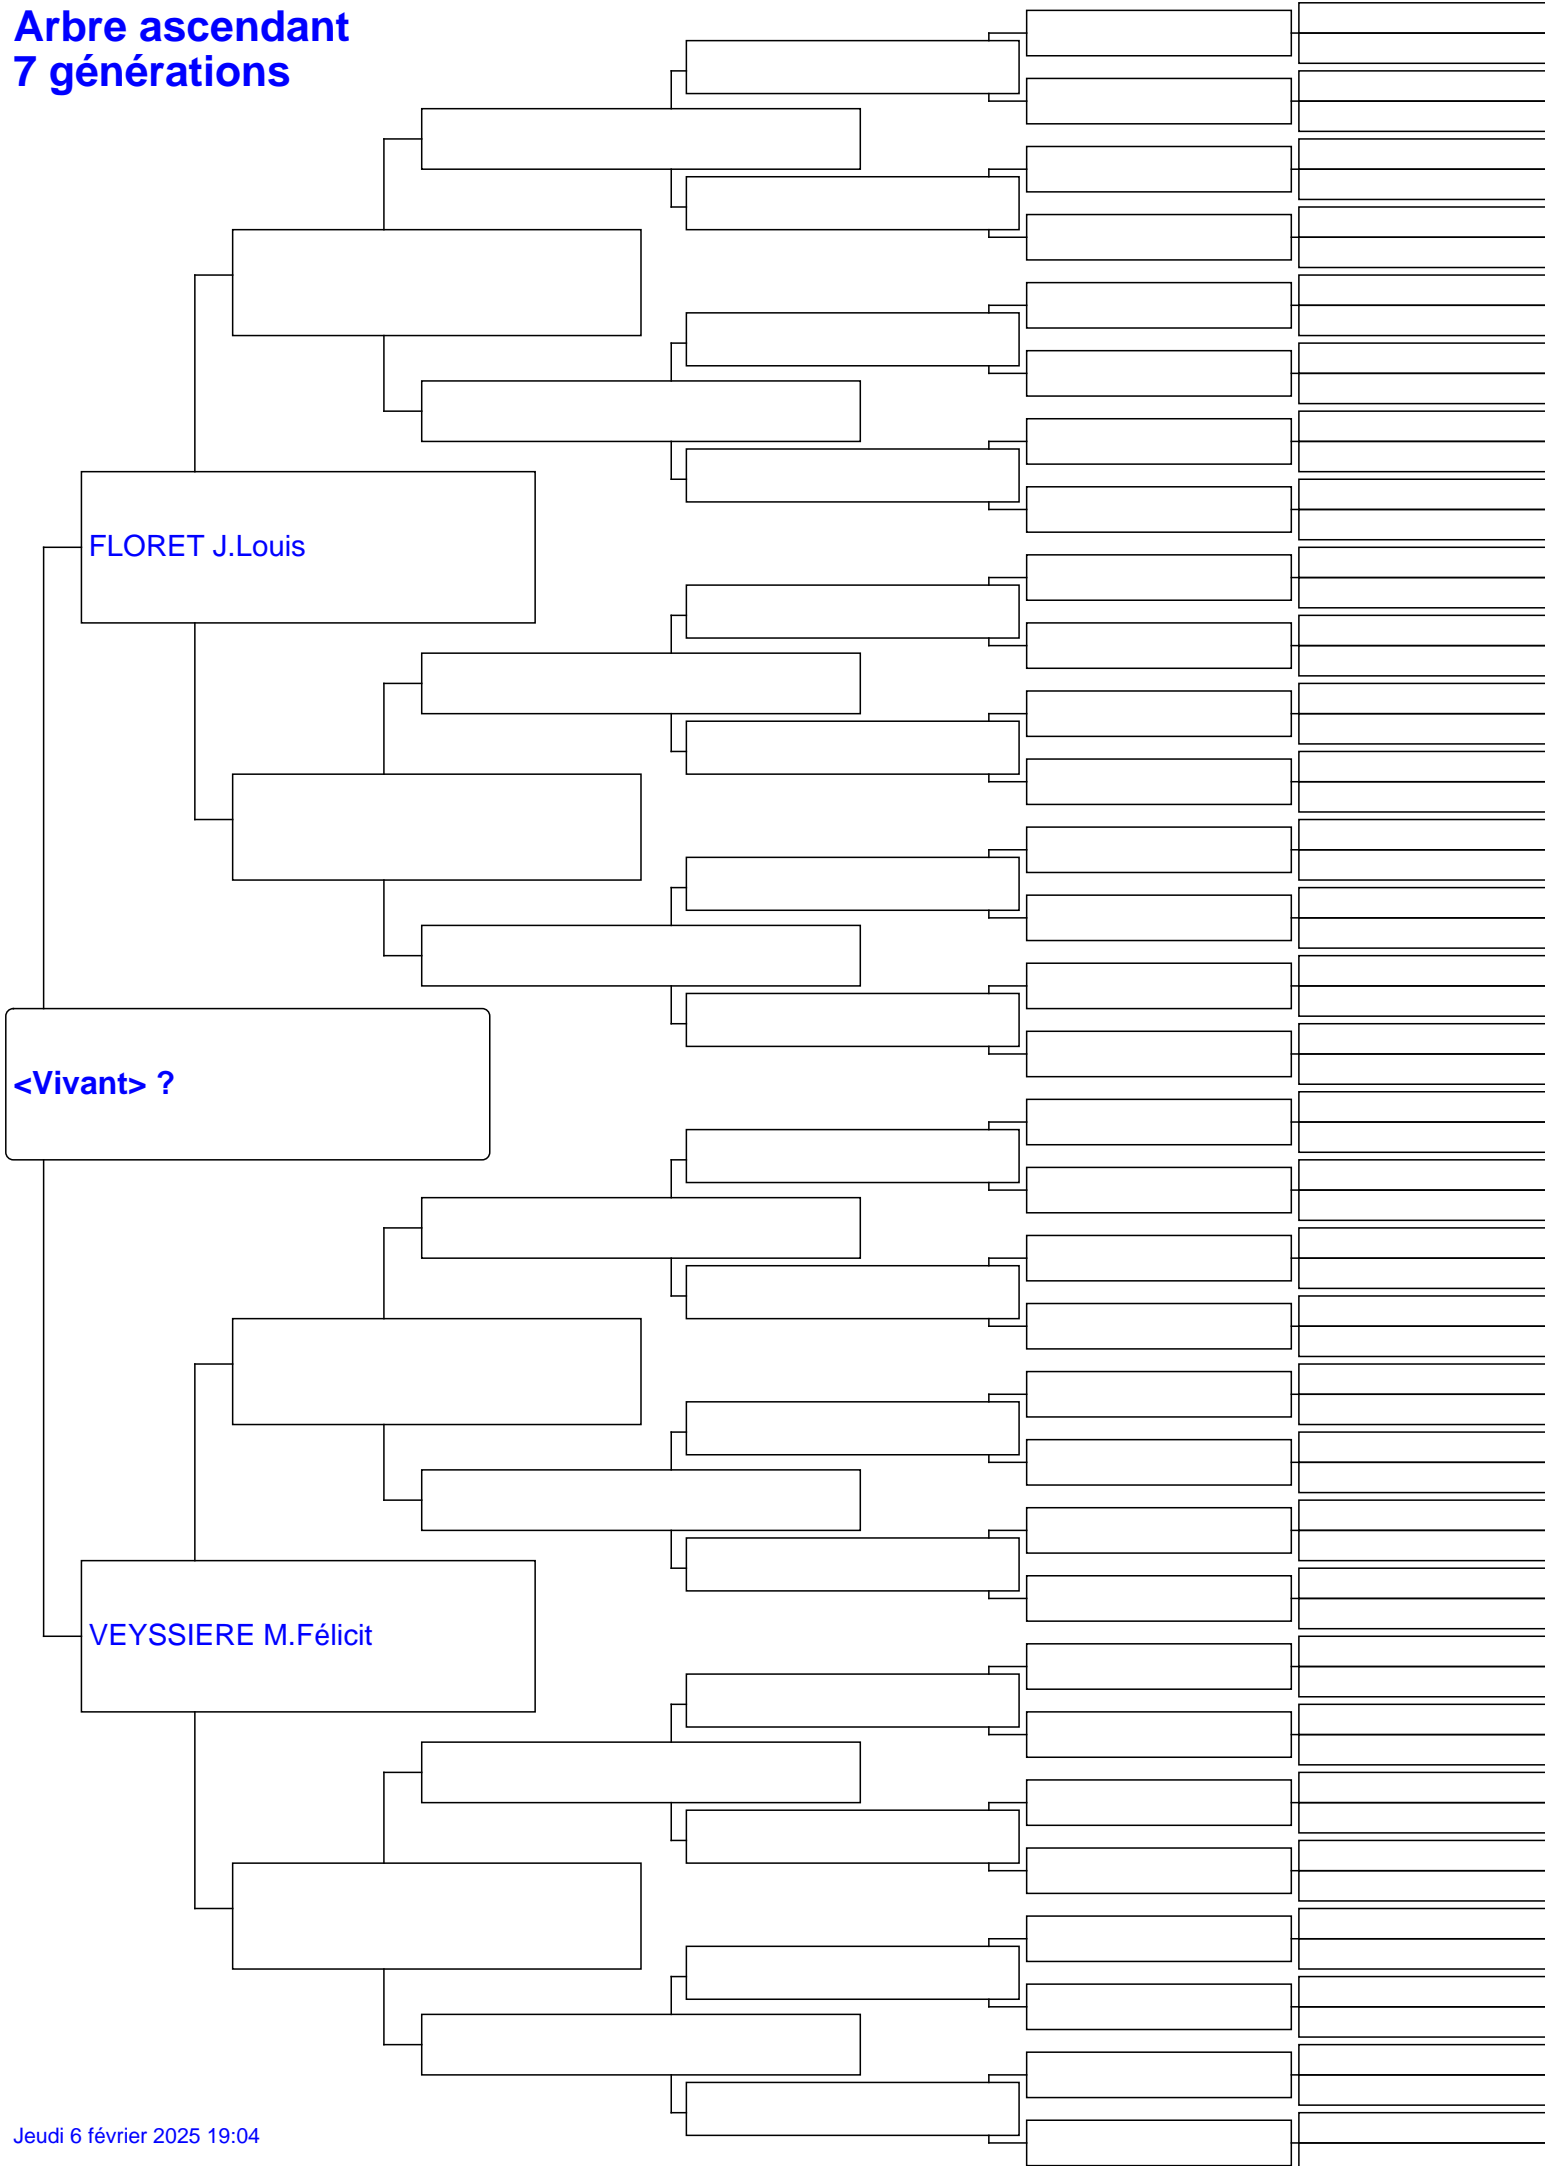 Arbre ascendant
7 générations
FLORET J.Louis
<Vivant> ?
VEYSSIERE M.Félicit
Jeudi 6 février 2025 19:04